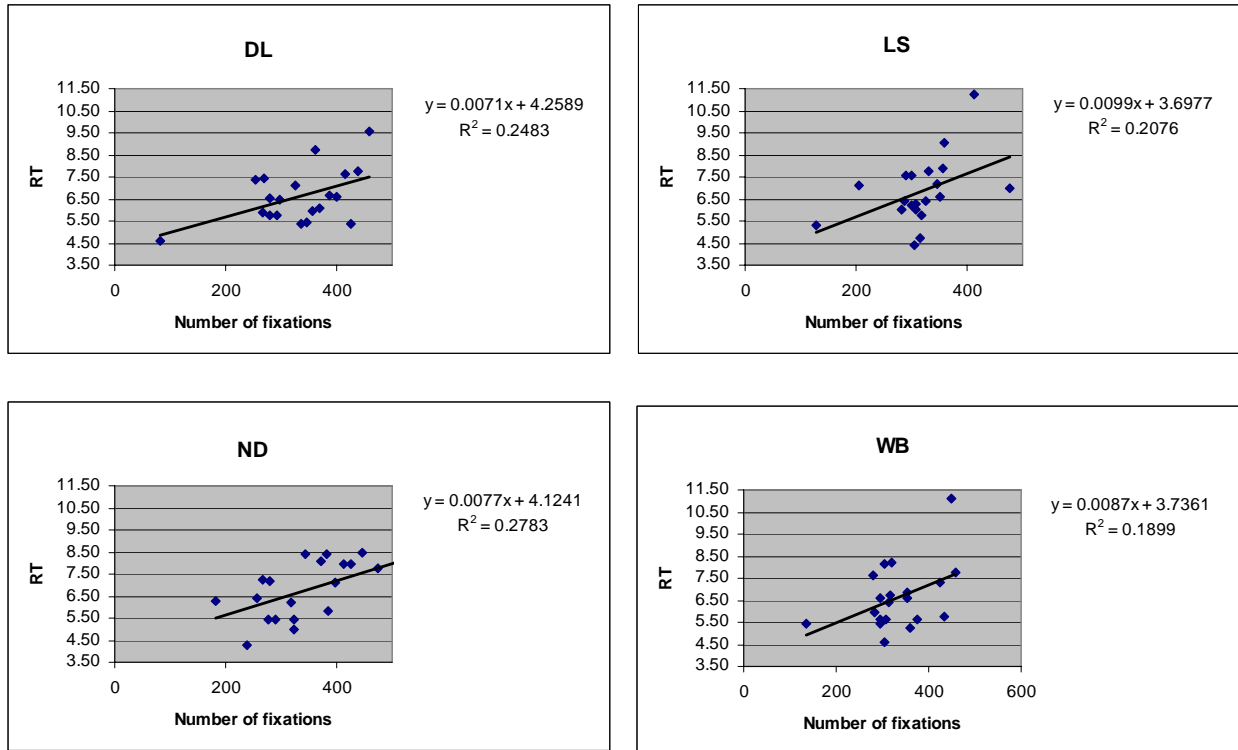 DL
11.50
10.50
9.50
8.50
7.50
6.50
5.50
4.50
3.50
RT
0
200
400
Number of fixations
y = 0.0071x + 4.2589
R² = 0.2483
LS
11.50
10.50
9.50
8.50
7.50
6.50
5.50
4.50
3.50
RT
0
200
400
Number of fixations
y = 0.0099x + 3.6977
R² = 0.2076
ND
11.50
10.50
9.50
8.50
7.50
6.50
5.50
4.50
3.50
RT
0
200
400
Number of fixations
y = 0.0077x + 4.1241
R² = 0.2783
WB
11.50
10.50
9.50
8.50
7.50
6.50
5.50
4.50
3.50
RT
0
200
400
600
Number of fixations
y = 0.0087x + 3.7361
R² = 0.1899